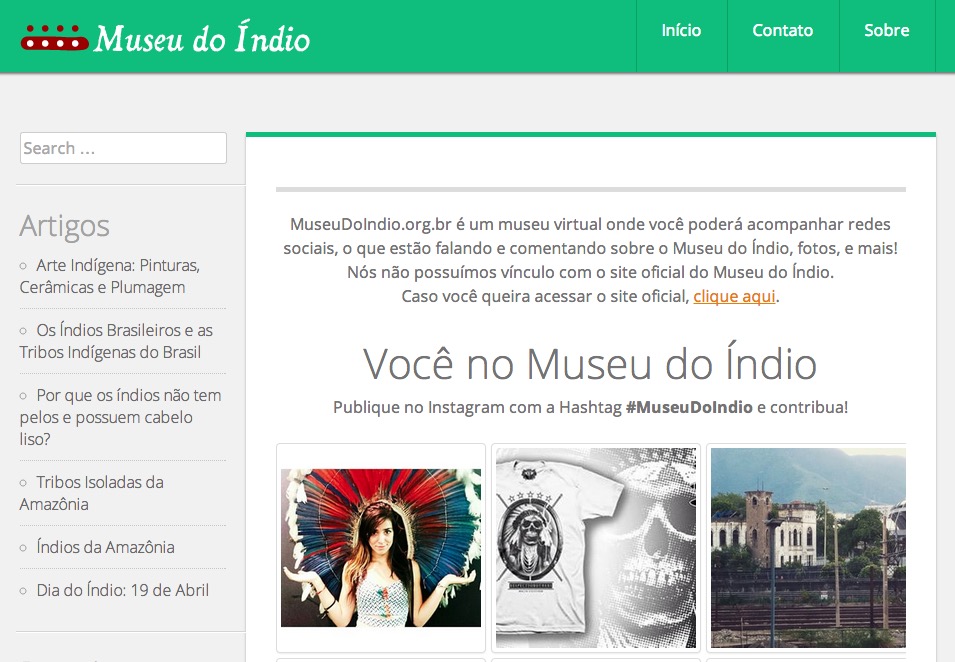 Museu do Índio
Início
Contato
Sobre
Search ...
Artigos
Arte Indígena: Pinturas,
Cerâmicas e Plumagem
Os Índios Brasileiros e as
Tribos Indígenas do Brasil
Por que os índios não tem
pelos e possuem cabelo
liso?
Tribos Isoladas da
Amazônia
Índios da Amazônia
Dia do Índio: 19 de Abril
MuseuDoIndio.org.br é um museu virtual onde você poderá acompanhar redes
sociais, o que estão falando e comentando sobre o Museu do Índio, fotos, e mais!
Nós não possuímos vínculo com o site oficial do Museu do Índio.
Caso você queira acessar o site oficial, clique aqui.
Você no Museu do Índio
Publique no Instagram com a Hashtag #MuseuDoIndio e contribua!